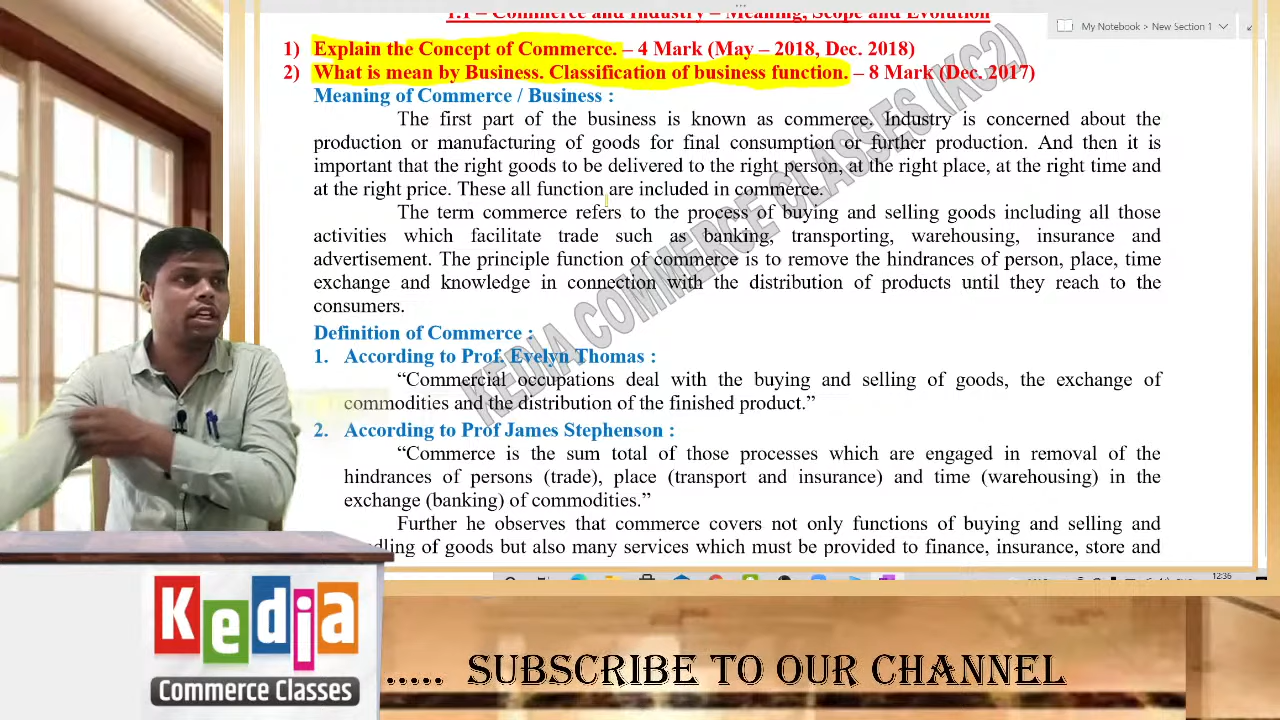 1.1 – Commerce and Industry – Meaning, Scope and Evolution
My Notebook > New Section 1
1) Explain the Concept of Commerce. – 4 Mark (May – 2018, Dec. 2018)
2) What is mean by Business. Classification of business function. – 8 Mark (Dec. 2017)
Meaning of Commerce / Business :
The first part of the business is known as commerce. Industry is concerned about the
production or manufacturing of goods for final consumption or further production. And then it is
important that the right goods to be delivered to the right person, at the right place, at the right time and
at the right price. These all function are included in commerce.
The term commerce refers to the process of buying and selling goods including all those
activities which facilitate trade such as banking, transporting, warehousing, insurance and
advertisement. The principle function of commerce is to remove the hindrances of person, place, time
exchange and knowledge in connection with the distribution of products until they reach to the
consumers.
Definition of Commerce :
1. According to Prof. Evelyn Thomas :
“Commercial occupations deal with the buying and selling of goods, the exchange of
commodities and the distribution of the finished product.”
2. According to Prof James Stephenson :
“Commerce is the sum total of those processes which are engaged in removal of the
hindrances of persons (trade), place (transport and insurance) and time (warehousing) in the
exchange (banking) of commodities.”
Further he observes that commerce covers not only functions of buying and selling and
of goods but also many services which must be provided to finance, insurance, store and
KEDIA COMMERCE CLASSES (KC2)
12:36
Kedia
Commerce Classes
..... SUBSCRIBE TO OUR CHANNEL